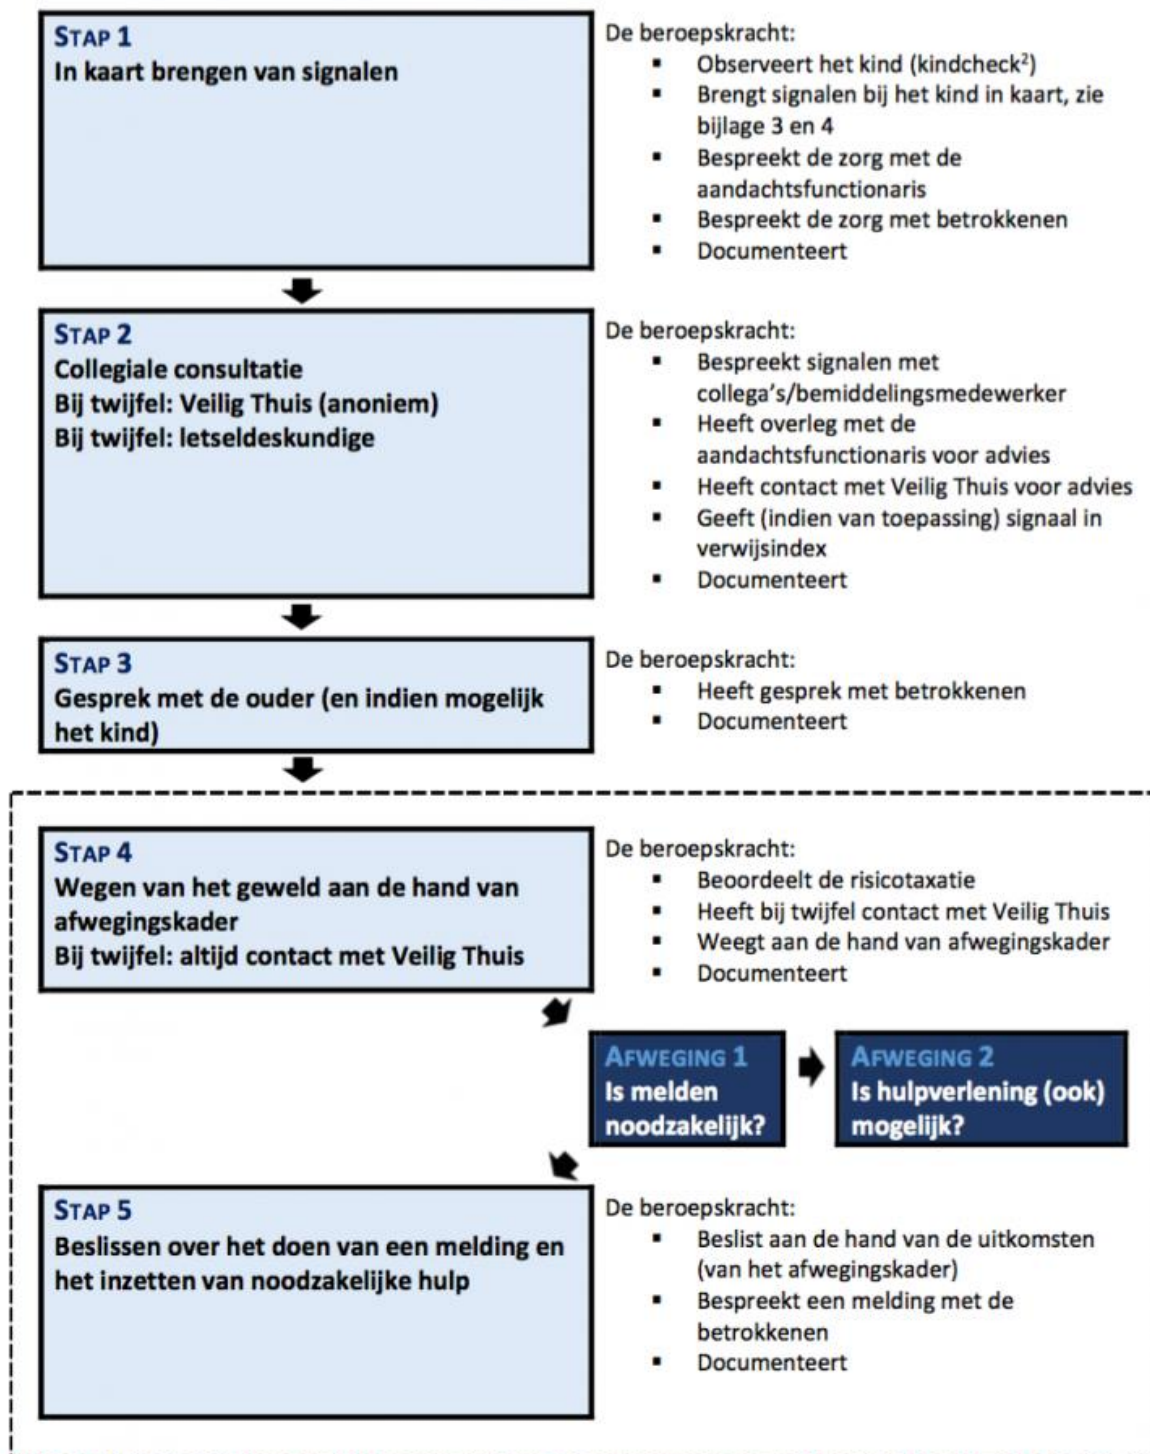 STAP 1
In kaart brengen van signalen
De beroepskracht:
▪ Observeert het kind (kindcheck²)
▪ Brengt signalen bij het kind in kaart, zie
bijlage 3 en 4
▪ Bespreekt de zorg met de
aandachtsfunctionaris
▪ Bespreekt de zorg met betrokkenen
▪ Documenteert
STAP 2
Collegiale consultatie
Bij twijfel: Veilig Thuis (anoniem)
Bij twijfel: letseldeskundige
De beroepskracht:
▪ Bespreekt signalen met
collega's/bemiddelingsmedewerker
▪ Heeft overleg met de
aandachtsfunctionaris voor advies
▪ Heeft contact met Veilig Thuis voor advies
▪ Geeft (indien van toepassing) signaal in
verwijsindex
▪ Documenteert
STAP 3
Gesprek met de ouder (en indien mogelijk
het kind)
De beroepskracht:
▪ Heeft gesprek met betrokkenen
▪ Documenteert
STAP 4
Wegen van het geweld aan de hand van
afwegingskader
Bij twijfel: altijd contact met Veilig Thuis
De beroepskracht:
▪ Beoordeelt de risicotaxatie
▪ Heeft bij twijfel contact met Veilig Thuis
▪ Weegt aan de hand van afwegingskader
▪ Documenteert
AFWEGING 1
Is melden
noodzakelijk?
AFWEGING 2
Is hulpverlening (ook)
mogelijk?
STAP 5
Beslissen over het doen van een melding en
het inzetten van noodzakelijke hulp
De beroepskracht:
▪ Beslist aan de hand van de uitkomsten
(van het afwegingskader)
▪ Bespreekt een melding met de
betrokkenen
▪ Documenteert